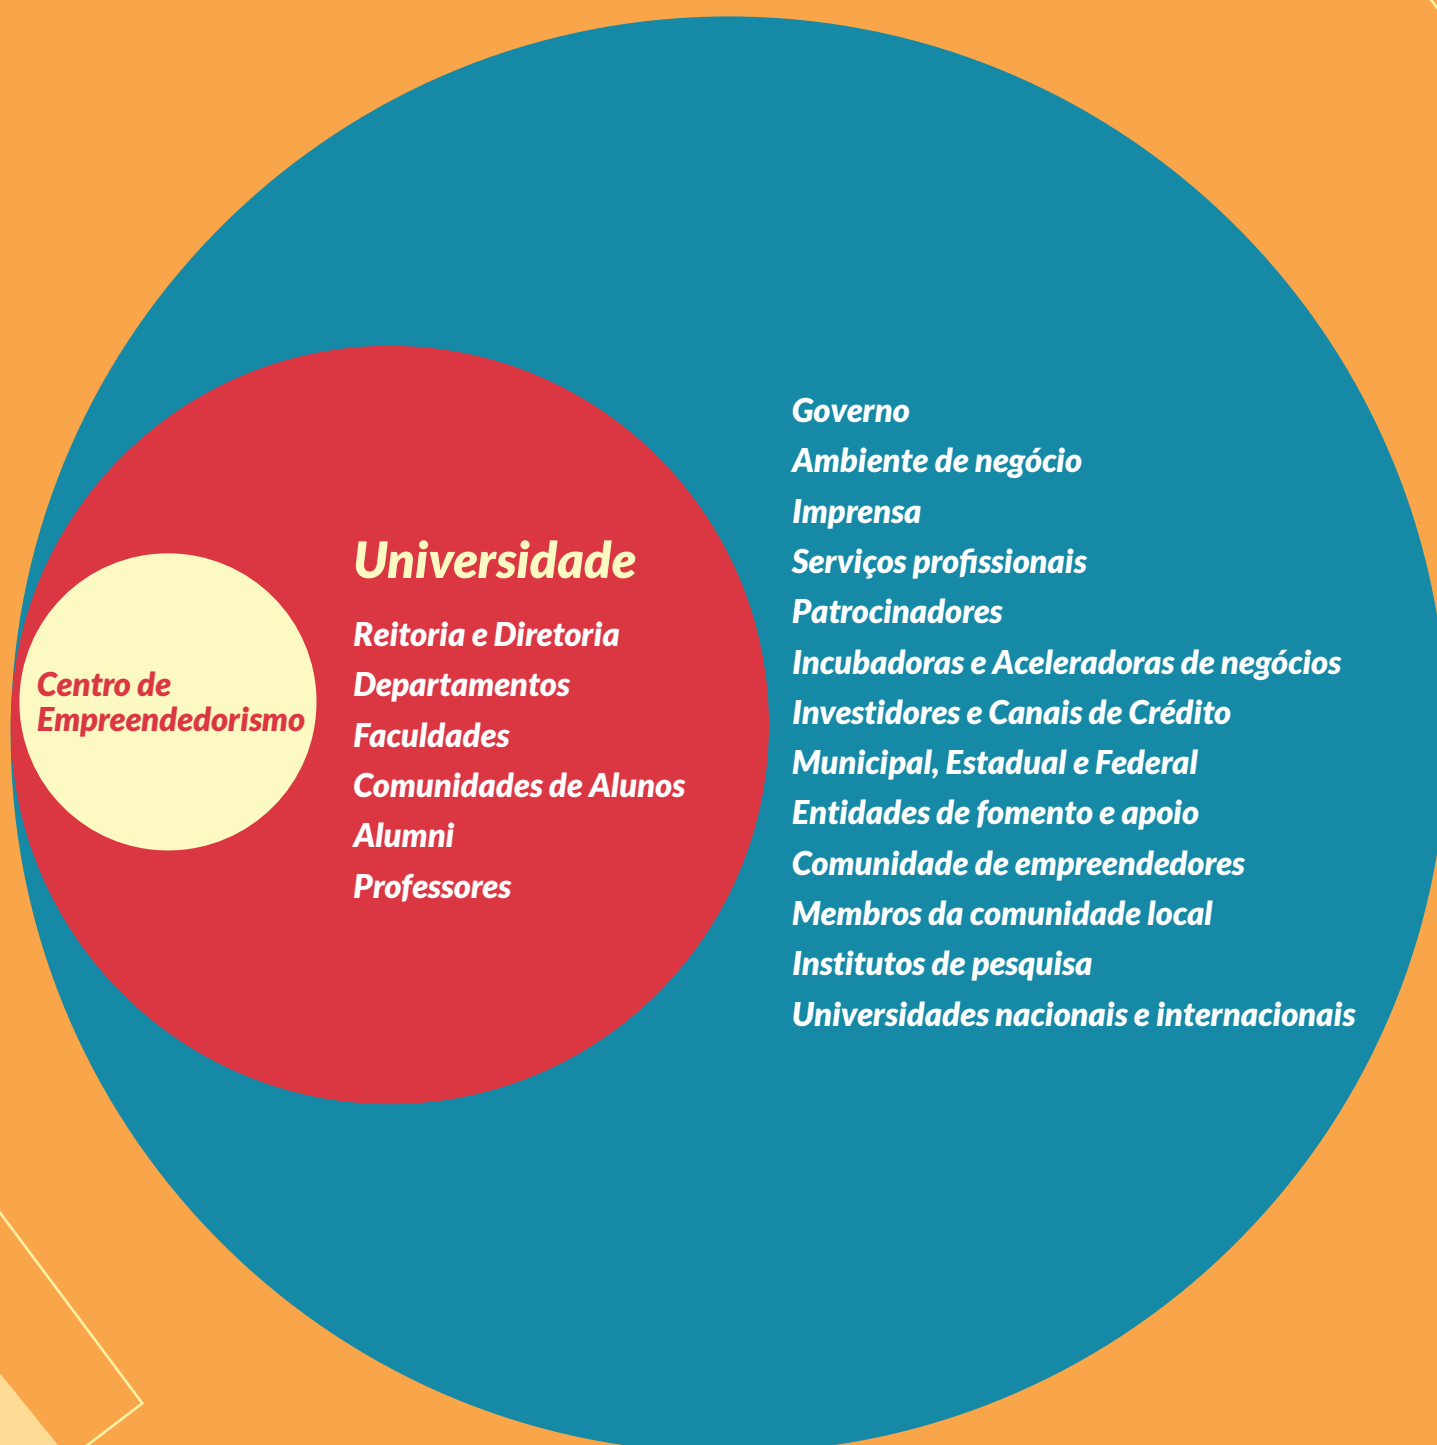 Centro de
Empreendedorismo
Universidade
Reitoria e Diretoria
Departamentos
Faculdades
Comunidades de Alunos
Alumni
Professores
Governo
Ambiente de negócio
Imprensa
Serviços profissionais
Patrocinadores
Incubadoras e Aceleradoras de negócios
Investidores e Canais de Crédito
Municipal, Estadual e Federal
Entidades de fomento e apoio
Comunidade de empreendedores
Membros da comunidade local
Institutos de pesquisa
Universidades nacionais e internacionais